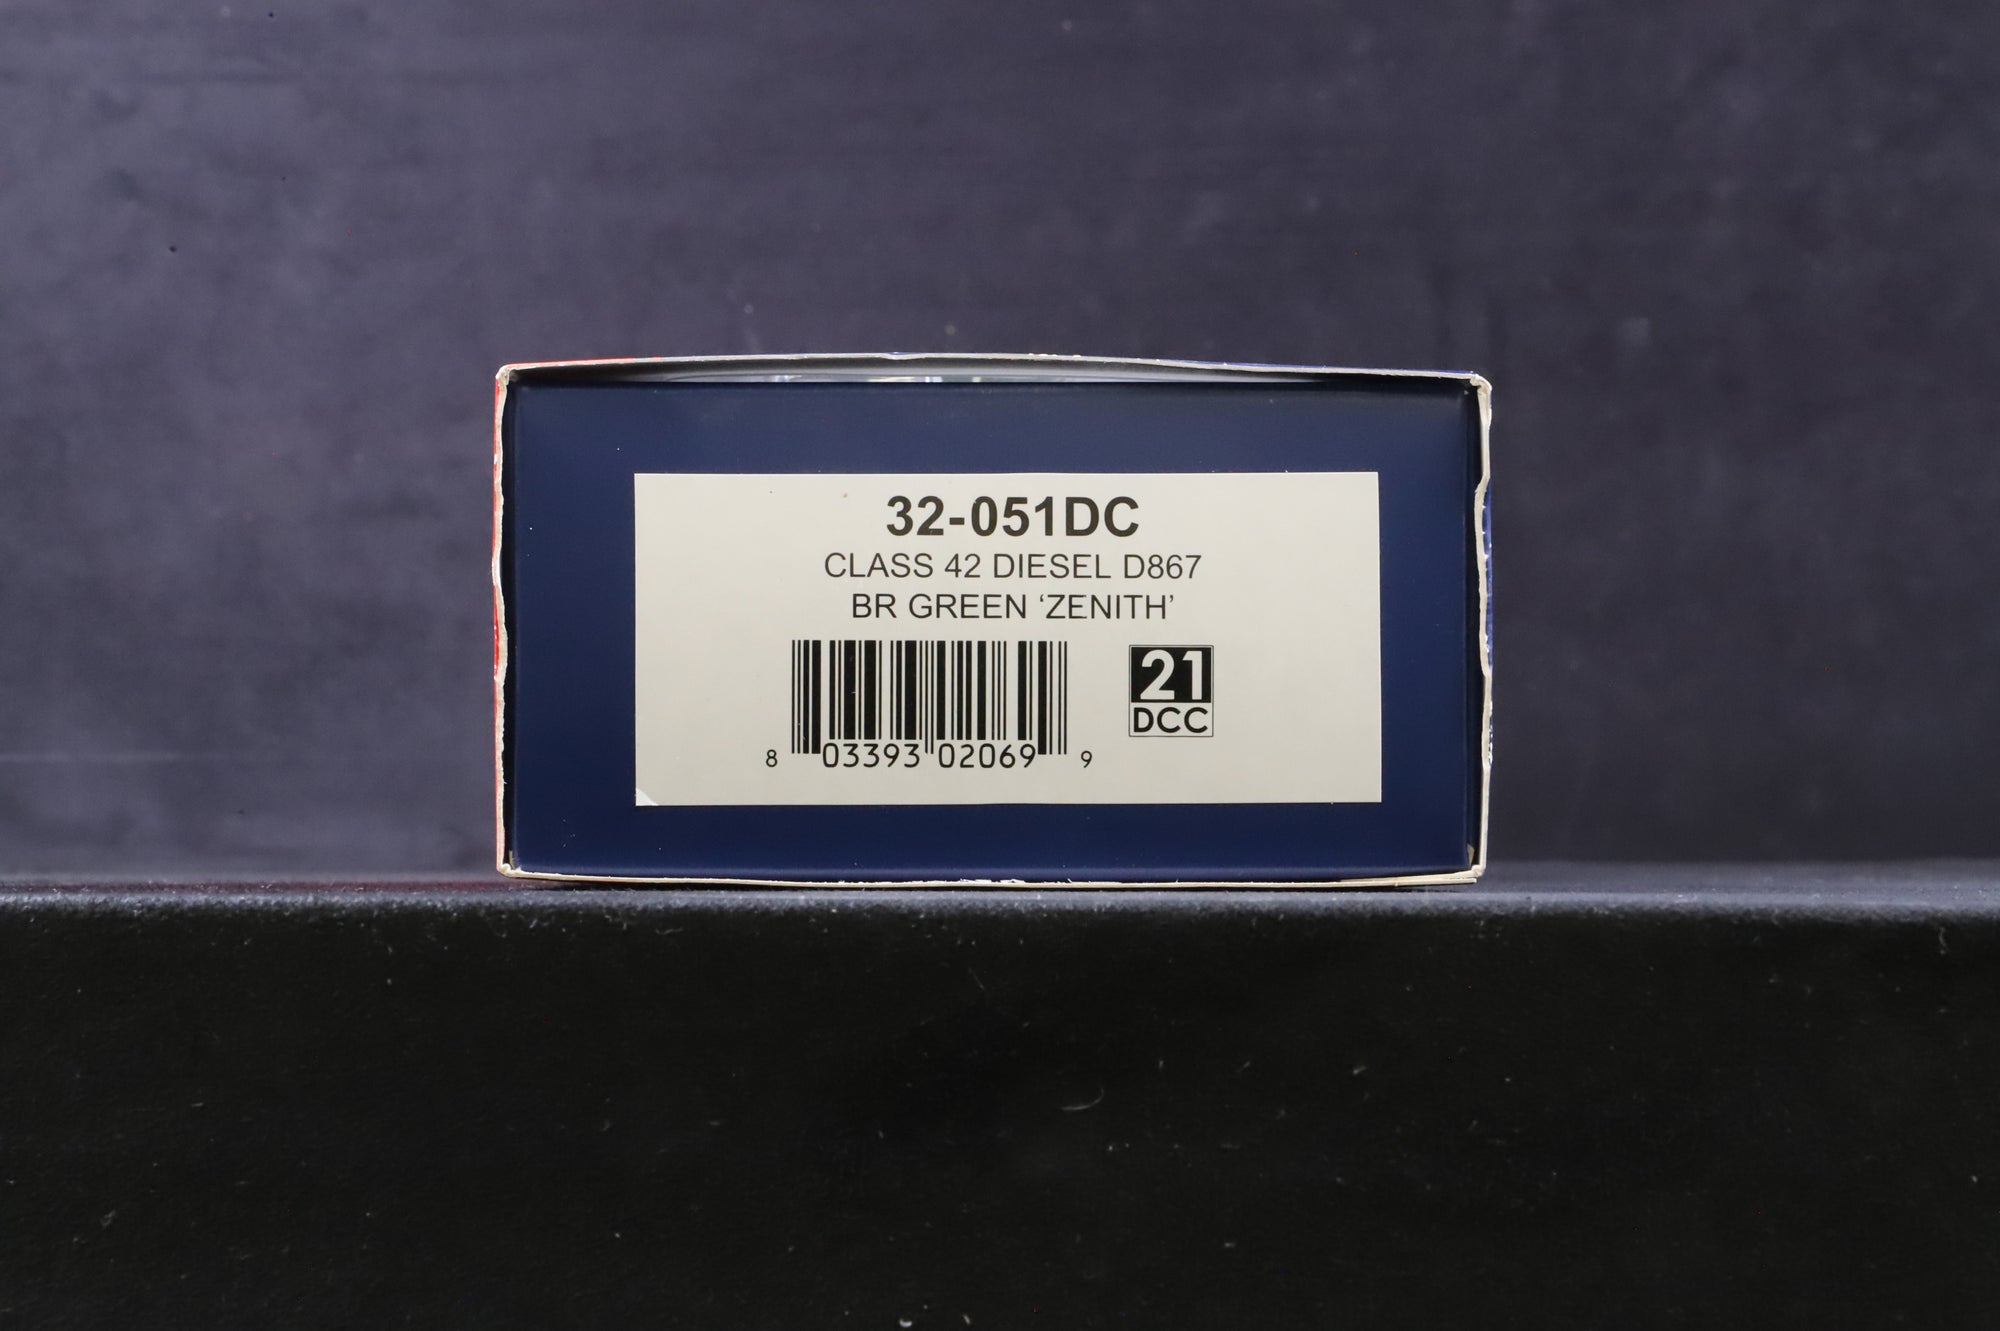 32-051DC
CLASS 42 DIESEL D867
BR GREEN ‘ZENITH’
21
DCC
8 03393 02069 9